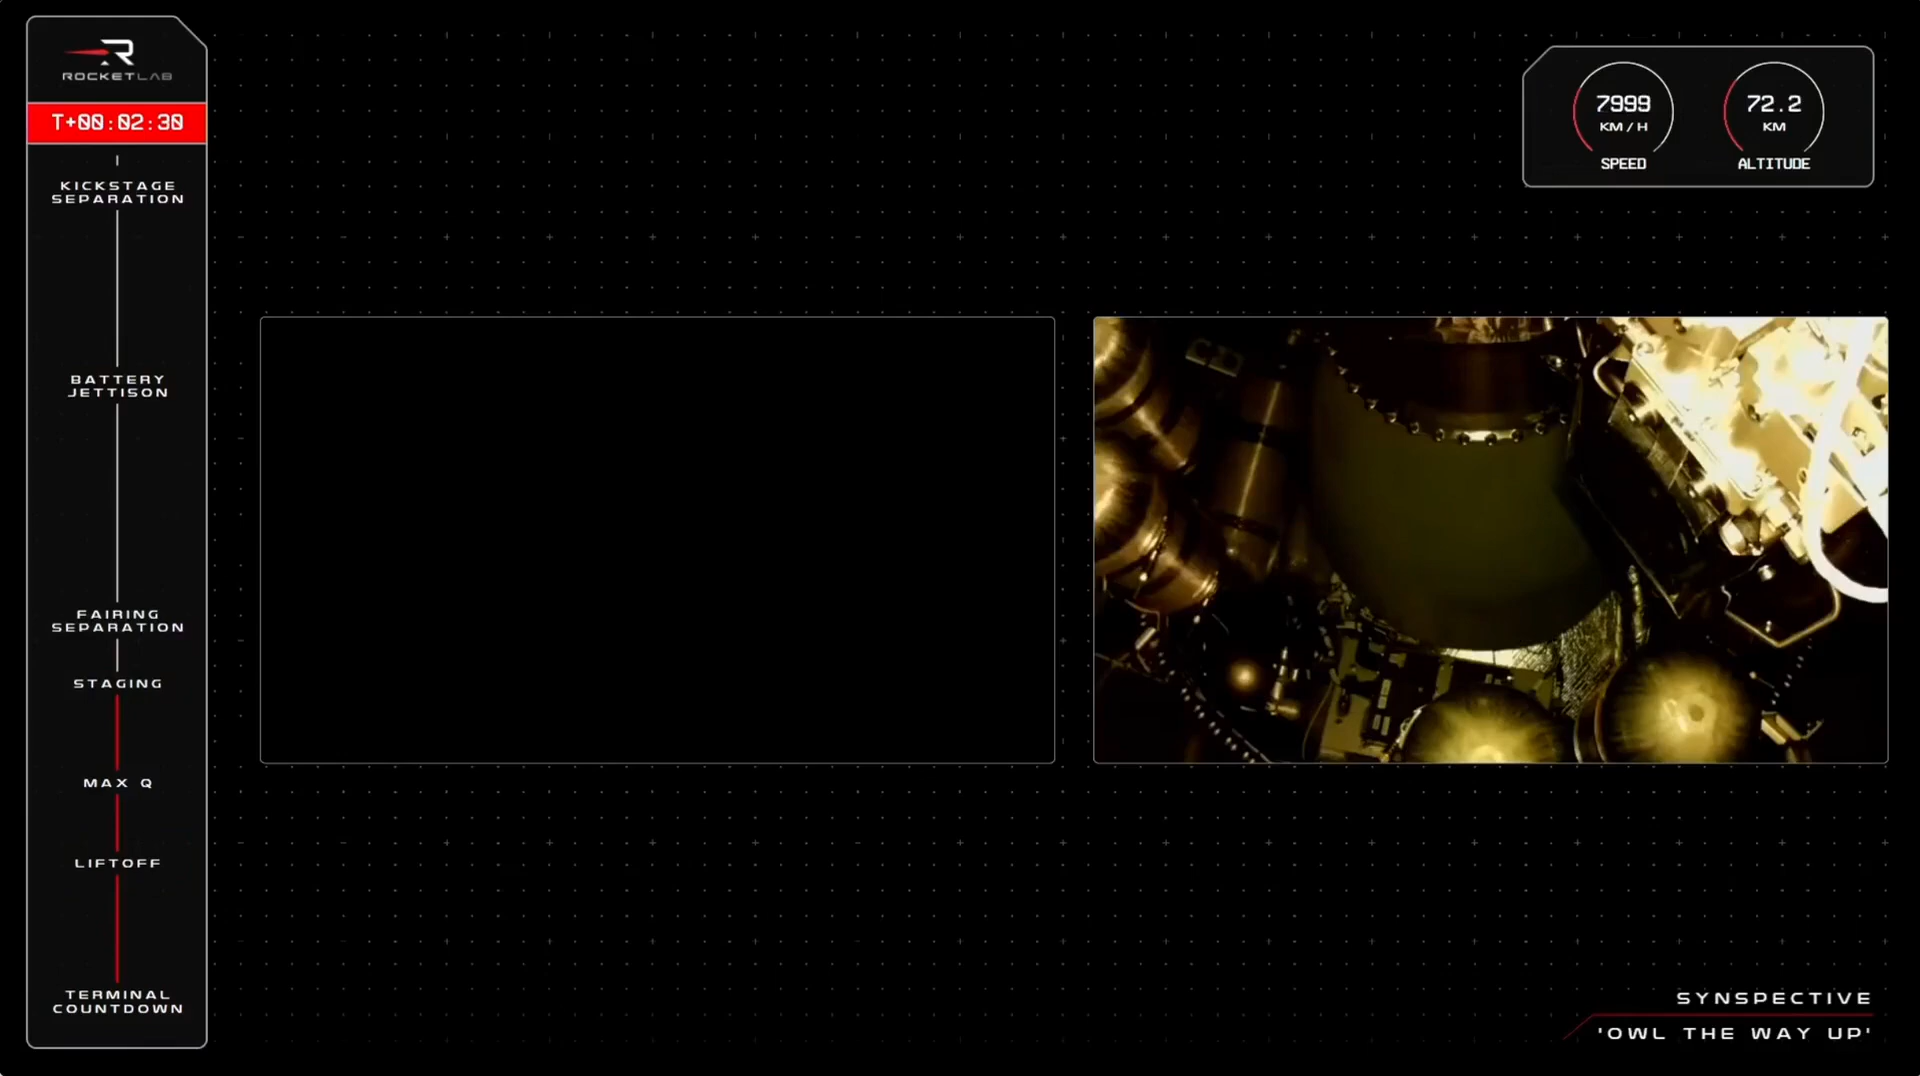 ROCKETLAB
T+00:02:30
KICKSTAGE
SEPARATION
BATTERY
JETTISON
FAIRING
SEPARATION
STAGING
MAX Q
LIFTOFF
TERMINAL
COUNTDOWN
7999
KM/H
SPEED
72.2
KM
ALTITUDE
SYNSPECTIVE
'OWL THE WAY UP'